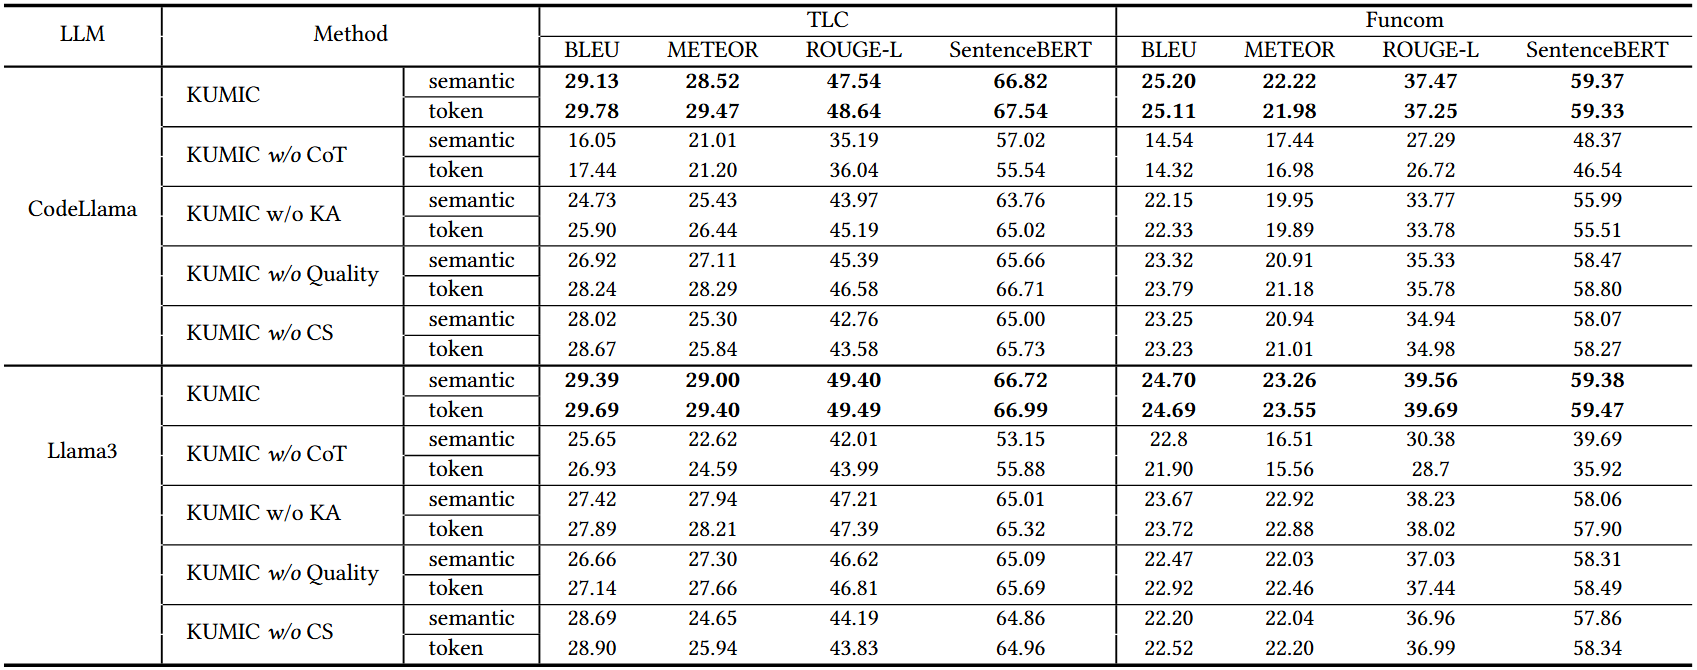 LLM Method TLC Funcom
BLEU METEOR ROUGE-L SentenceBERT BLEU METEOR ROUGE-L SentenceBERT
CodeLlama
KUMIC
semantic 29.13 28.52 47.54 66.82 25.20 22.22 37.47 59.37
token 29.78 29.47 48.64 67.54 25.11 21.98 37.25 59.33
KUMIC w/o CoT
semantic 16.05 21.01 35.19 57.02 14.54 17.44 27.29 48.37
token 17.44 21.20 36.04 55.54 14.32 16.98 26.72 46.54
KUMIC w/o KA
semantic 24.73 25.43 43.97 63.76 22.15 19.95 33.77 55.99
token 25.90 26.44 45.19 65.02 22.33 19.89 33.78 55.51
KUMIC w/o Quality
semantic 26.92 27.11 45.39 65.66 23.32 20.91 35.33 58.47
token 28.24 28.29 46.58 66.71 23.79 21.18 35.78 58.80
KUMIC w/o CS
semantic 28.02 25.30 42.76 65.00 23.25 20.94 34.94 58.07
token 28.67 25.84 43.58 65.73 23.23 21.01 34.98 58.27
Llama3
KUMIC
semantic 29.39 29.00 49.40 66.72 24.70 23.26 39.56 59.38
token 29.69 29.40 49.49 66.99 24.69 23.55 39.69 59.47
KUMIC w/o CoT
semantic 25.65 22.62 42.01 53.15 22.8 16.51 30.38 39.69
token 26.93 24.59 43.99 55.88 21.90 15.56 28.7 35.92
KUMIC w/o KA
semantic 27.42 27.94 47.21 65.01 23.67 22.92 38.23 58.06
token 27.89 28.21 47.39 65.32 23.72 22.88 38.02 57.90
KUMIC w/o Quality
semantic 26.66 27.30 46.62 65.09 22.47 22.03 37.03 58.31
token 27.14 27.66 46.81 65.69 22.92 22.46 37.44 58.49
KUMIC w/o CS
semantic 28.69 24.65 44.19 64.86 22.20 22.04 36.96 57.86
token 28.90 25.94 43.83 64.96 22.52 22.20 36.99 58.34